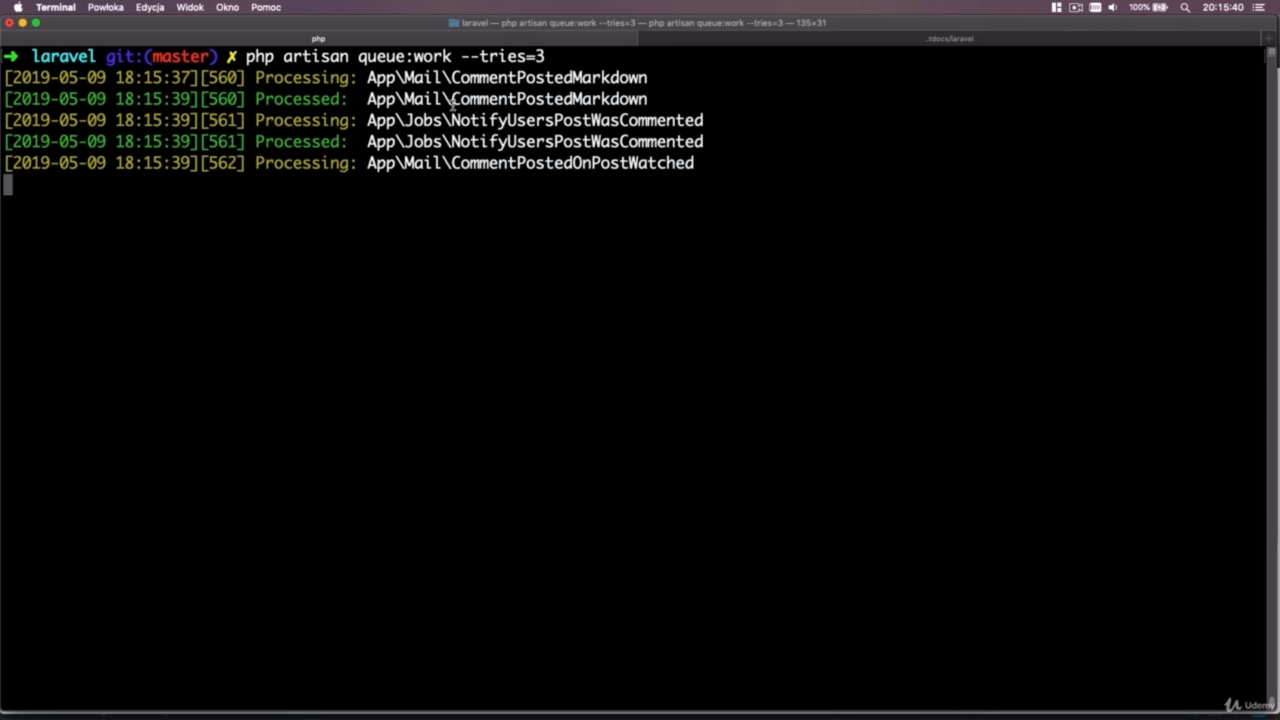 Terminal Powłoka Edycja Widok Okno Pomoc 100% 20:15:40
laravel — php artisan queue:work --tries=3 — php artisan queue:work --tries=3 — 135×31
php
.tdocs/laravel
➜ laravel git:(master) ✗ php artisan queue:work --tries=3
[2019-05-09 18:15:37][560] Processing: App\Mail\CommentPostedMarkdown
[2019-05-09 18:15:39][560] Processed: App\Mail\CommentPostedMarkdown
[2019-05-09 18:15:39][561] Processing: App\Jobs\NotifyUsersPostWasCommented
[2019-05-09 18:15:39][561] Processed: App\Jobs\NotifyUsersPostWasCommented
[2019-05-09 18:15:39][562] Processing: App\Mail\CommentPostedOnPostWatched
Udemy